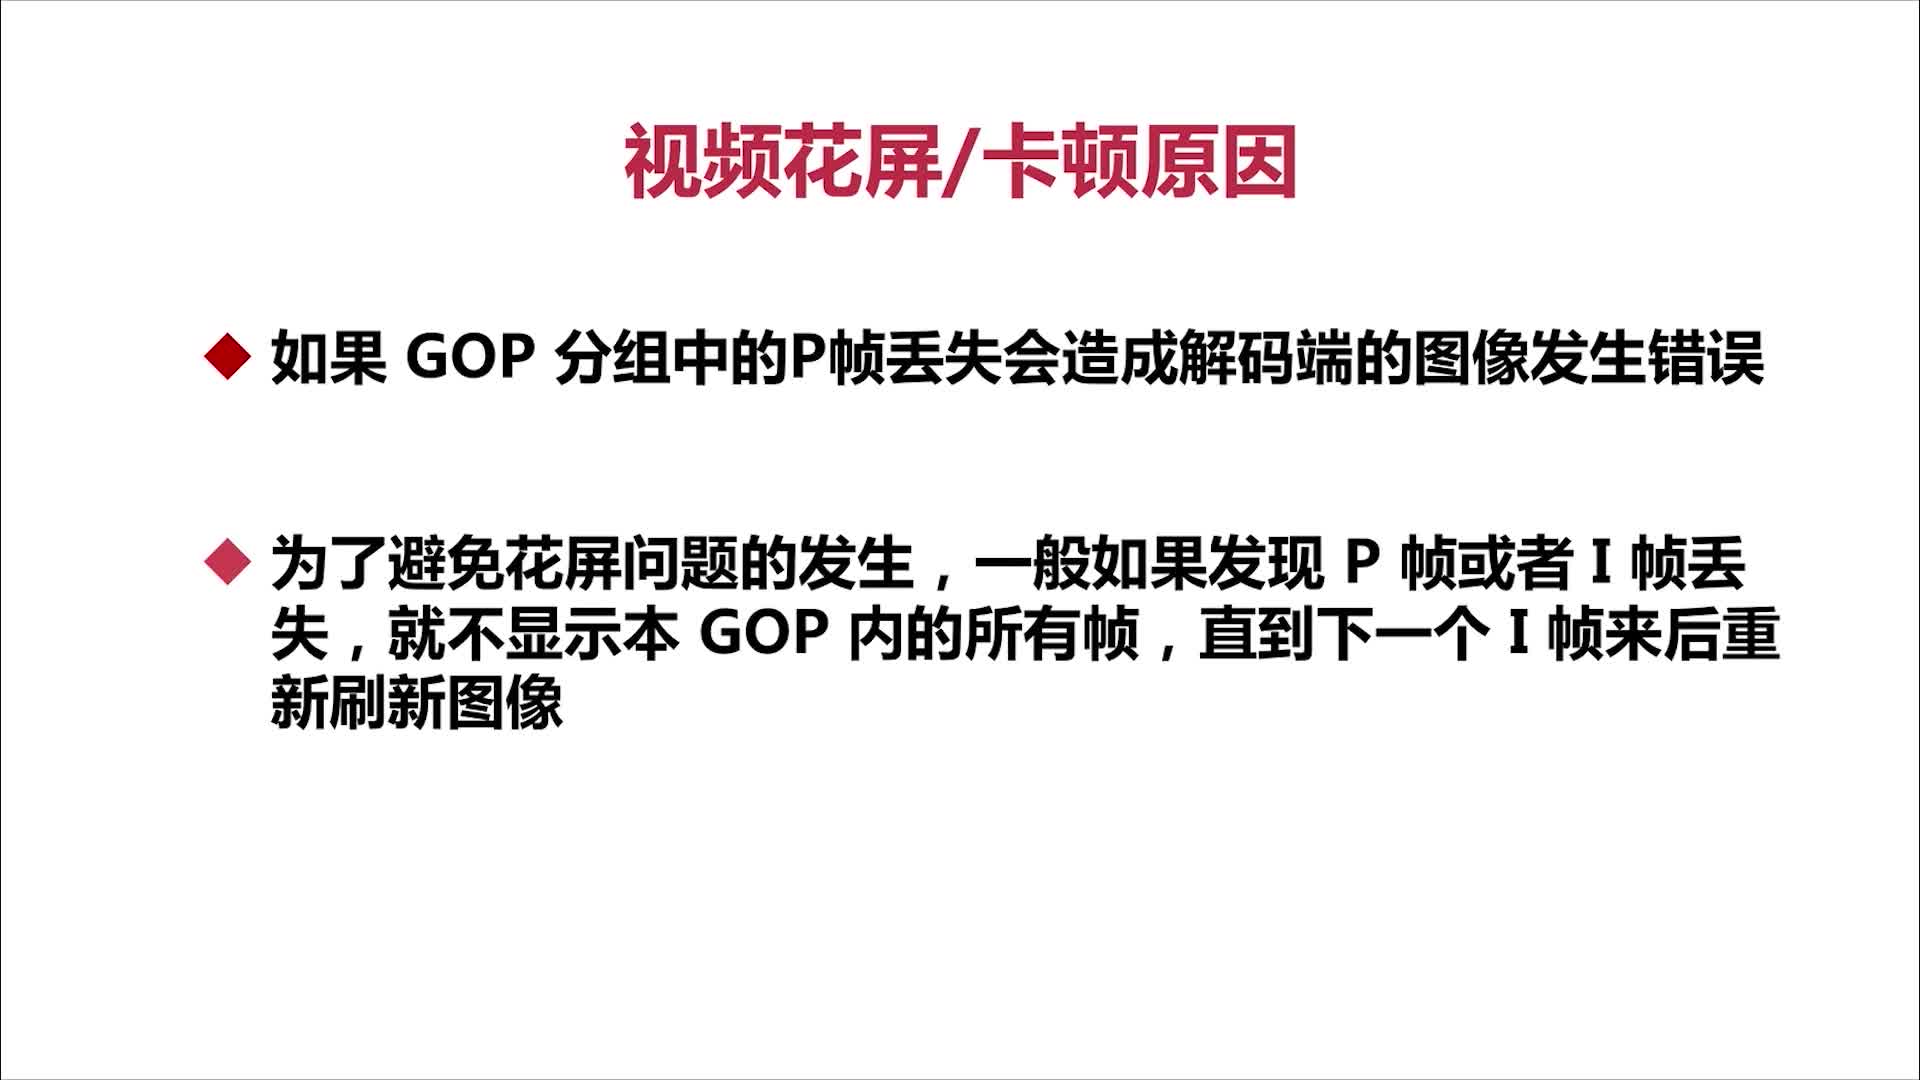 视频花屏/卡顿原因
如果 GOP 分组中的P帧丢失会造成解码端的图像发生错误
为了避免花屏问题的发生，一般如果发现 P 帧或者 I 帧丢
失，就不显示本 GOP 内的所有帧，直到下一个 I 帧来后重
新刷新图像